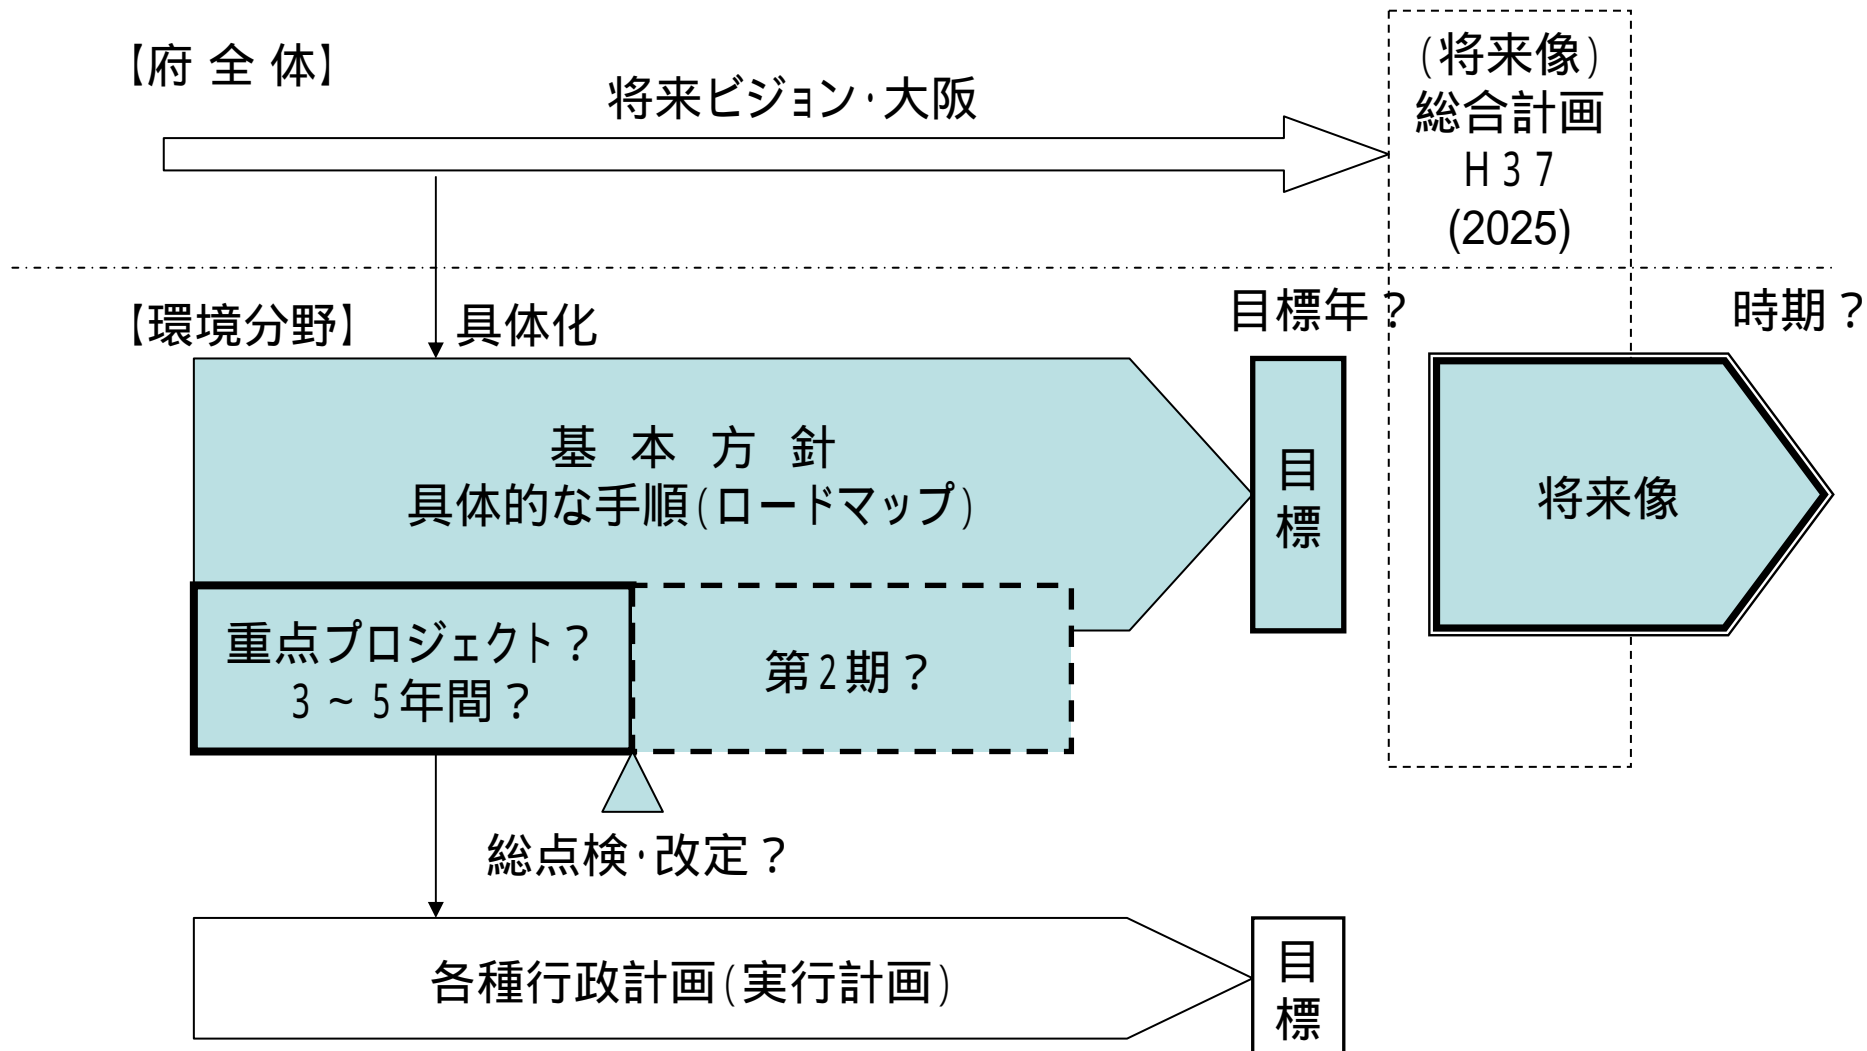 【府 全 体】
将来ビジョン・大阪
(将来像)
総合計画
H37
(2025)
【環境分野】
具体化
目標年?
時期?
基 本 方 針
具体的な手順(ロードマップ)
目
標
将来像
重点プロジェクト?
3~5年間?
第2期?
総点検・改定?
各種行政計画(実行計画)
目
標